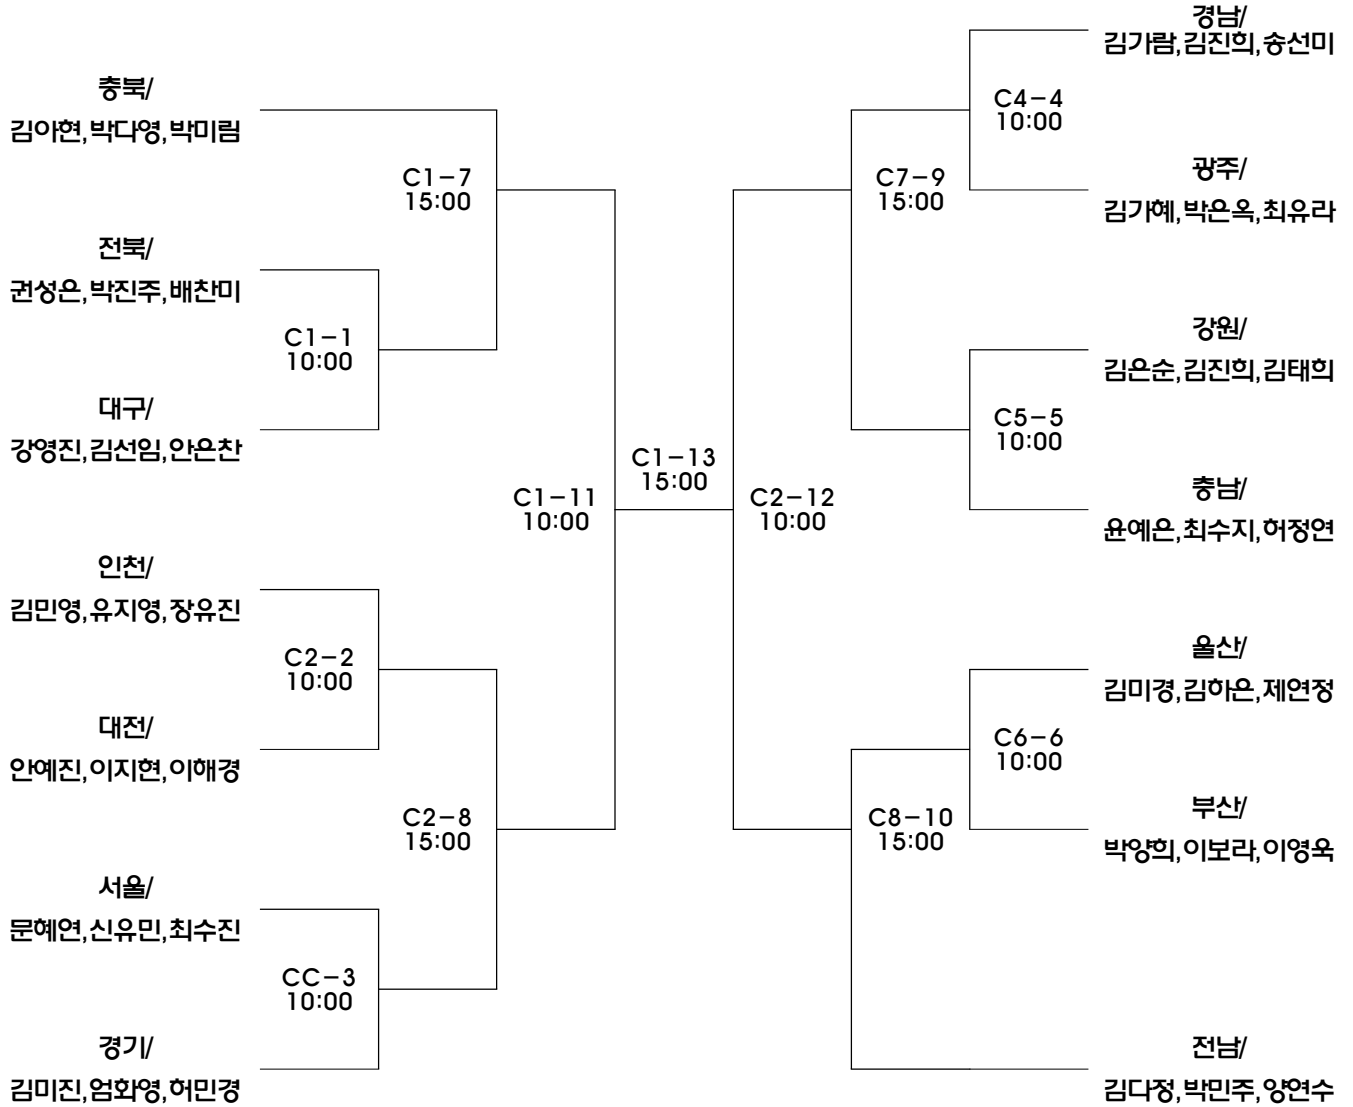 충북/
김아현,박다영,박미림
C1-7
15:00
전북/
권성은,박진주,배찬미
C1-1
10:00
대구/
강영진,김선임,안은찬
C1-11
10:00
인천/
김민영,유지영,장유진
C2-2
10:00
대전/
안예진,이지현,이해경
C2-8
15:00
서울/
문혜연,신유민,최수진
CC-3
10:00
경기/
김미진,엄화영,허민경
C1-13
15:00
경남/
김가람,김진희,송선미
C4-4
10:00
C7-9
15:00
광주/
김가혜,박은옥,최유라
강원/
김은순,김진희,김태희
C5-5
10:00
충남/
윤예은,최수지,허정연
C2-12
10:00
울산/
김미경,김하은,제연정
C6-6
10:00
부산/
박양희,이보라,이영욱
C8-10
15:00
전남/
김다정,박민주,양연수